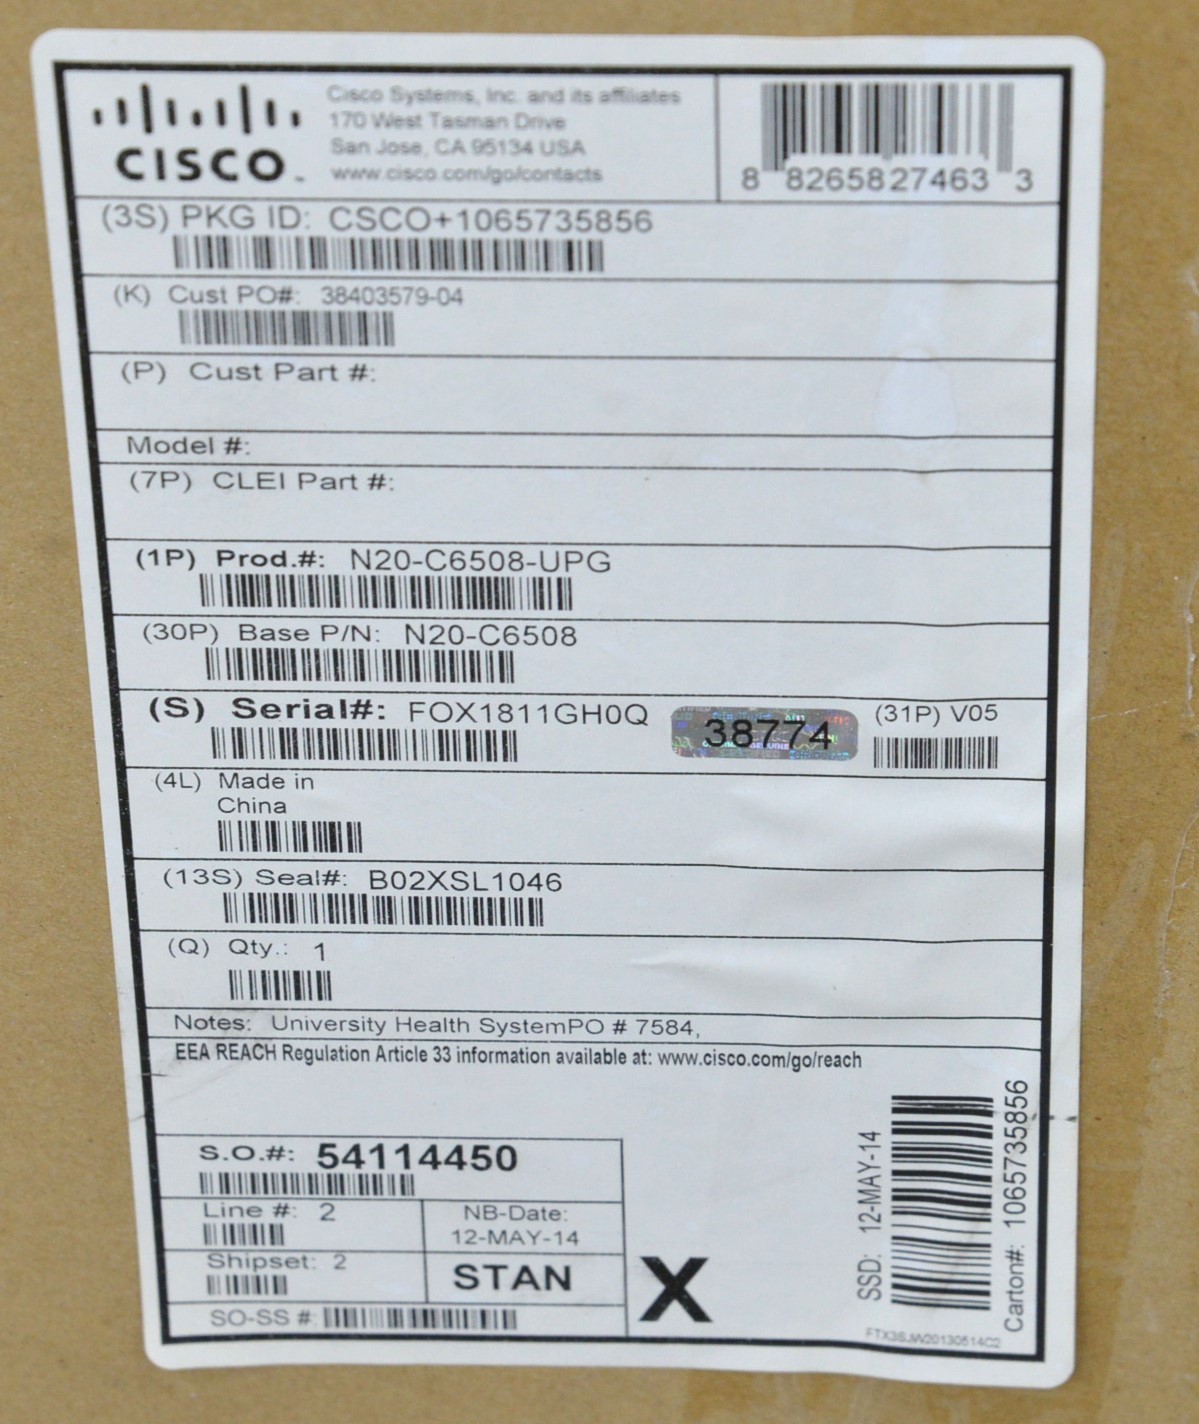 CISCO
Cisco Systems, Inc. and its affiliates
170 West Tasman Drive
San Jose, CA 95134 USA
www.cisco.com/go/contacts
8 8265827463 3
(3S) PKG ID: CSCO+1065735856
(K) Cust PO#: 38403579-04
(P) Cust Part #:
Model #:
(7P) CLEI Part #:
(1P) Prod.#: N20-C6508-UPG
(30P) Base P/N: N20-C6508
(S) Serial#: FOX1811GH0Q
38774
(31P) V05
(4L) Made in
China
(13S) Seal#: B02XSL1046
(Q) Qty.: 1
Notes: University Health SystemPO # 7584,
EEA REACH Regulation Article 33 information available at: www.cisco.com/go/reach
S.O.#: 54114450
Line #: 2
NB-Date:
12-MAY-14
Shipset: 2
STAN
SO-SS #:
X
SSD: 12-MAY-14
Carton#: 1065735856